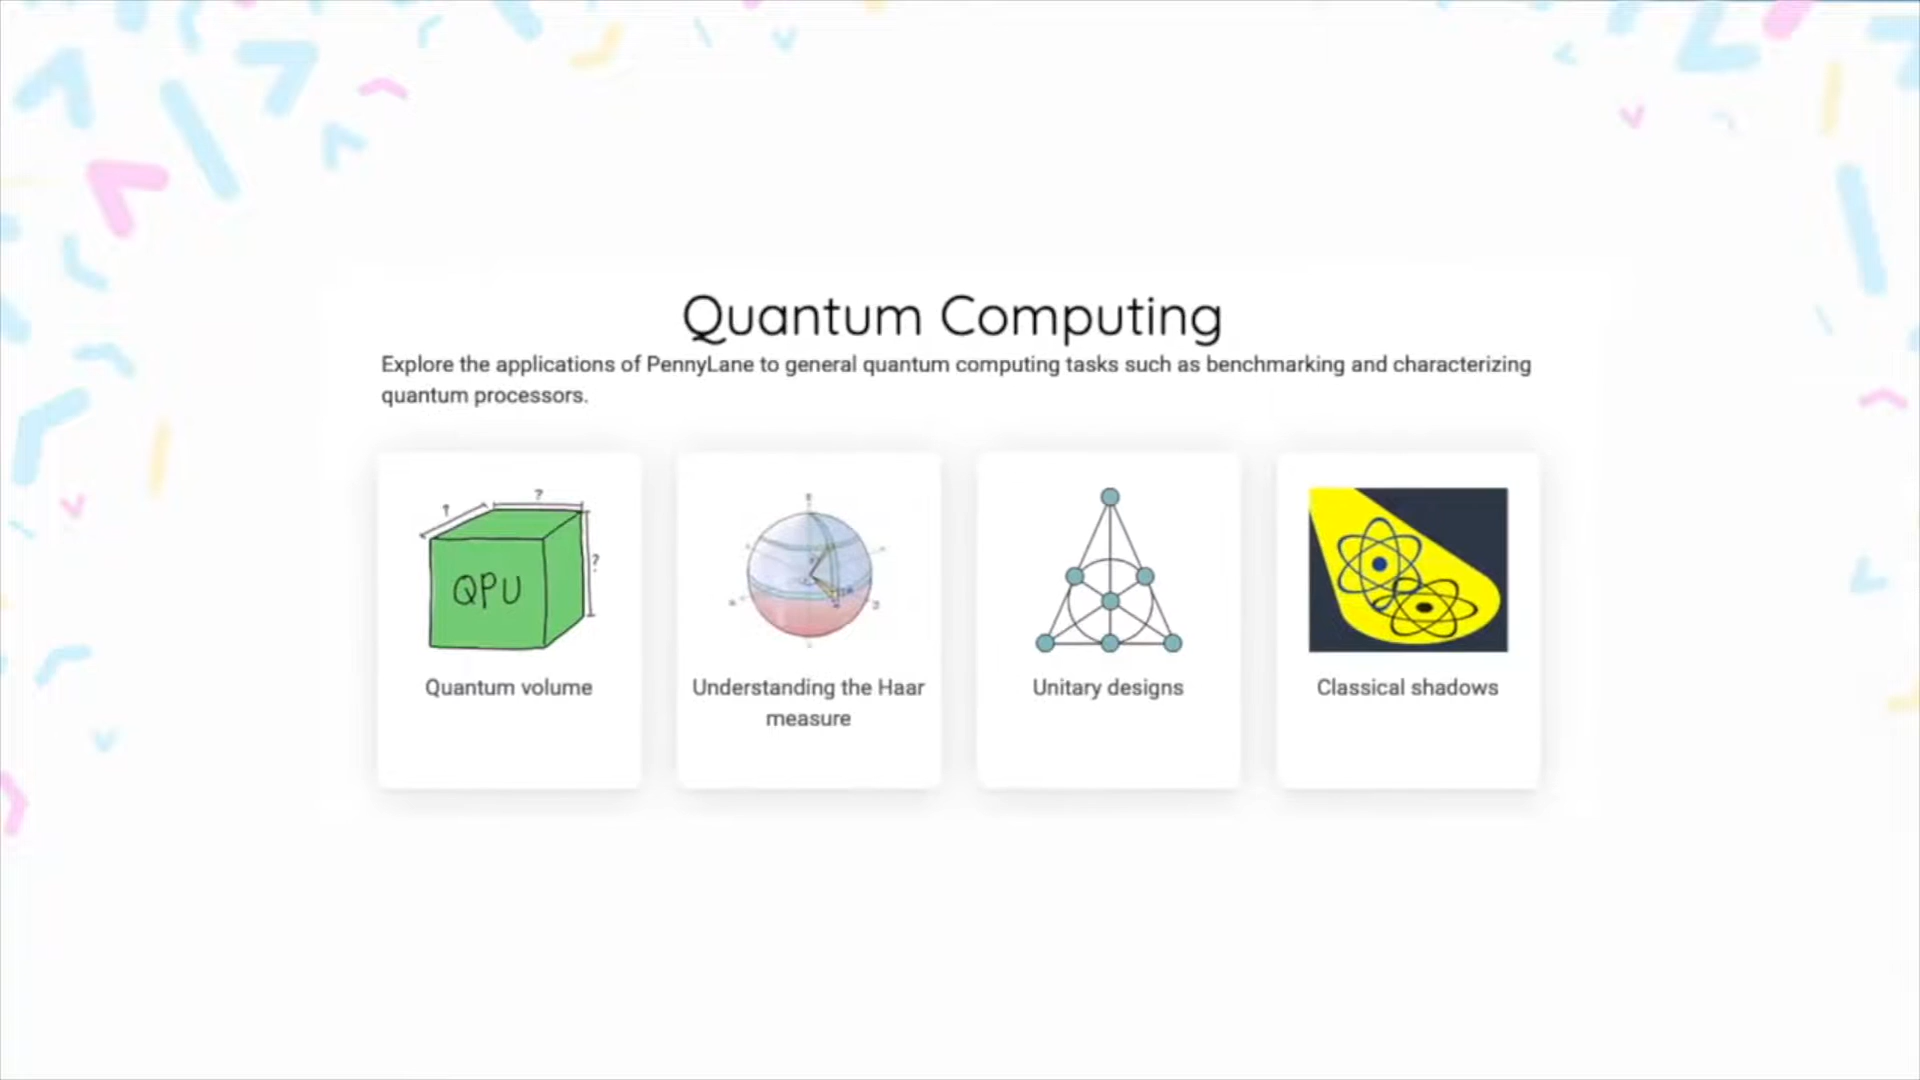 Quantum Computing
Explore the applications of PennyLane to general quantum computing tasks such as benchmarking and characterizing
quantum processors.
?
?
?
QPU
Quantum volume
Understanding the Haar
measure
Unitary designs
Classical shadows